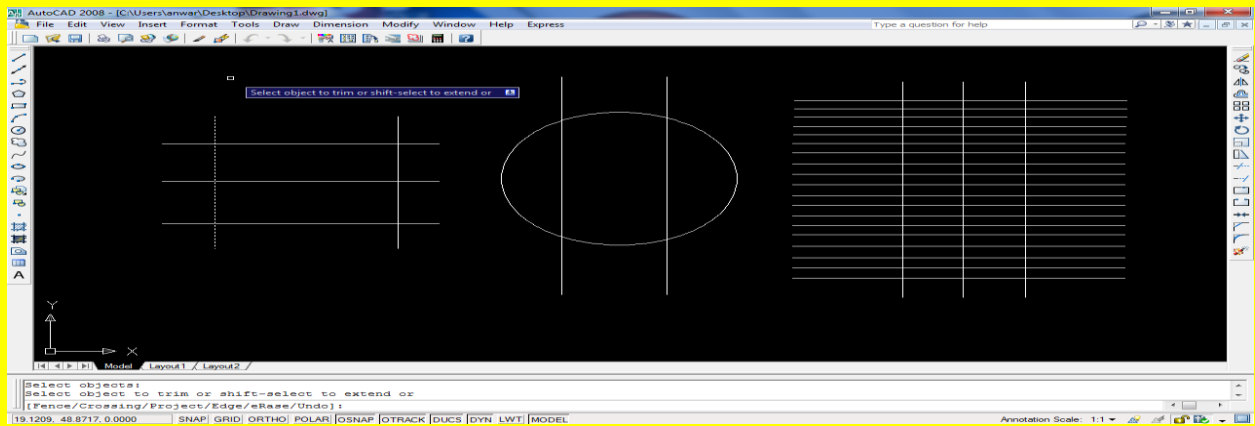 AutoCAD 2008 - [C:\Users\anwar\Desktop\Drawing1.dwg]
File Edit View Insert Format Tools Draw Dimension Modify Window Help Express
Type a question for help
Select object to trim or shift-select to extend or
Y
X
Model Layout1 Layout2
Select objects:
Select object to trim or shift-select to extend or
[Fence/Crossing/Project/Edge/eRase/Undo]:
19.1209, 48.8717, 0.0000 SNAP GRID ORTHO POLAR OSNAP OTRACK DUCS DYN LWT MODEL Annotation Scale: 1:1
A